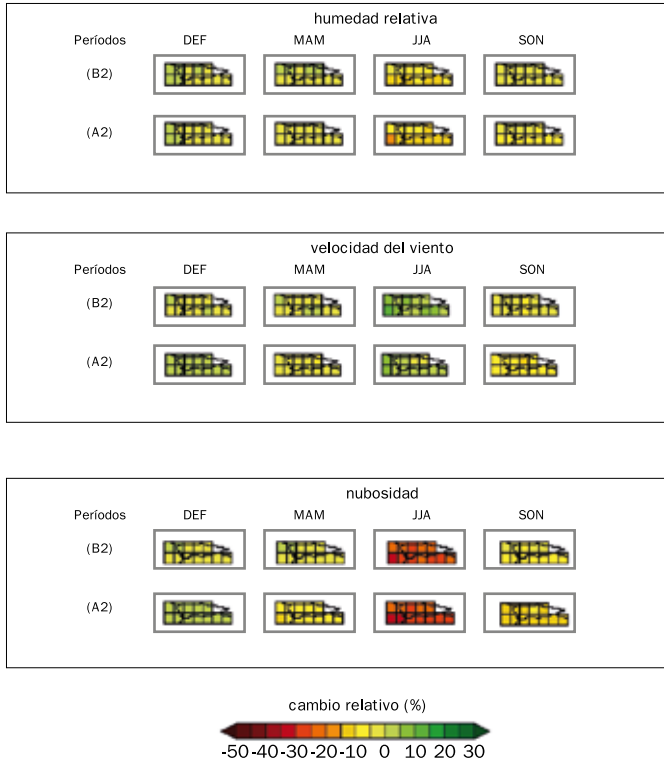 humedad relativa
Períodos DEF MAM JJA SON
(B2)
(A2)
velocidad del viento
Períodos DEF MAM JJA SON
(B2)
(A2)
nubosidad
Períodos DEF MAM JJA SON
(B2)
(A2)
cambio relativo (%)
-50 -40 -30 -20 -10 0 10 20 30